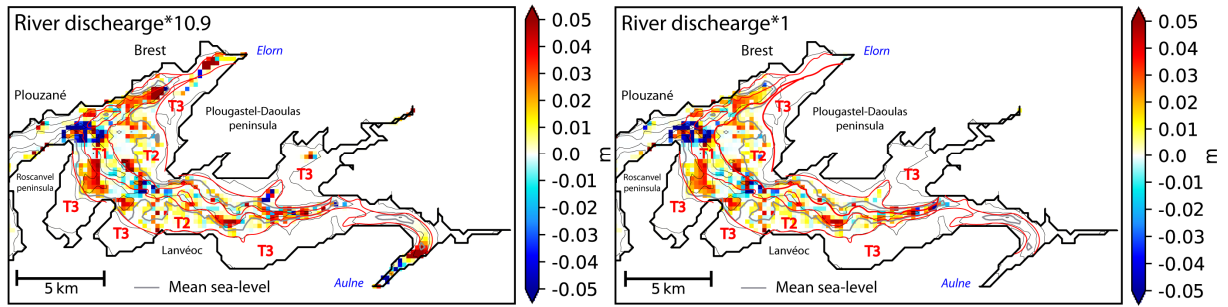 River dischearge*10.9
Brest
Elorn
Plouzané
T3
Plougastel-Daoulas
peninsula
T1
T2
Roscanvel
peninsula
T3
T3
T3
T2
Lanvéoc
T3
5 km
Mean sea-level
Aulne
0.05
0.04
0.03
0.02
0.01
0.0
-0.01
-0.02
-0.03
-0.04
-0.05
m
River dischearge*1
Brest
Elorn
Plouzané
T3
Plougastel-Daoulas
peninsula
T1
T2
Roscanvel
peninsula
T3
T3
T3
T2
Lanvéoc
T3
5 km
Mean sea-level
Aulne
0.05
0.04
0.03
0.02
0.01
0.0
-0.01
-0.02
-0.03
-0.04
-0.05
m